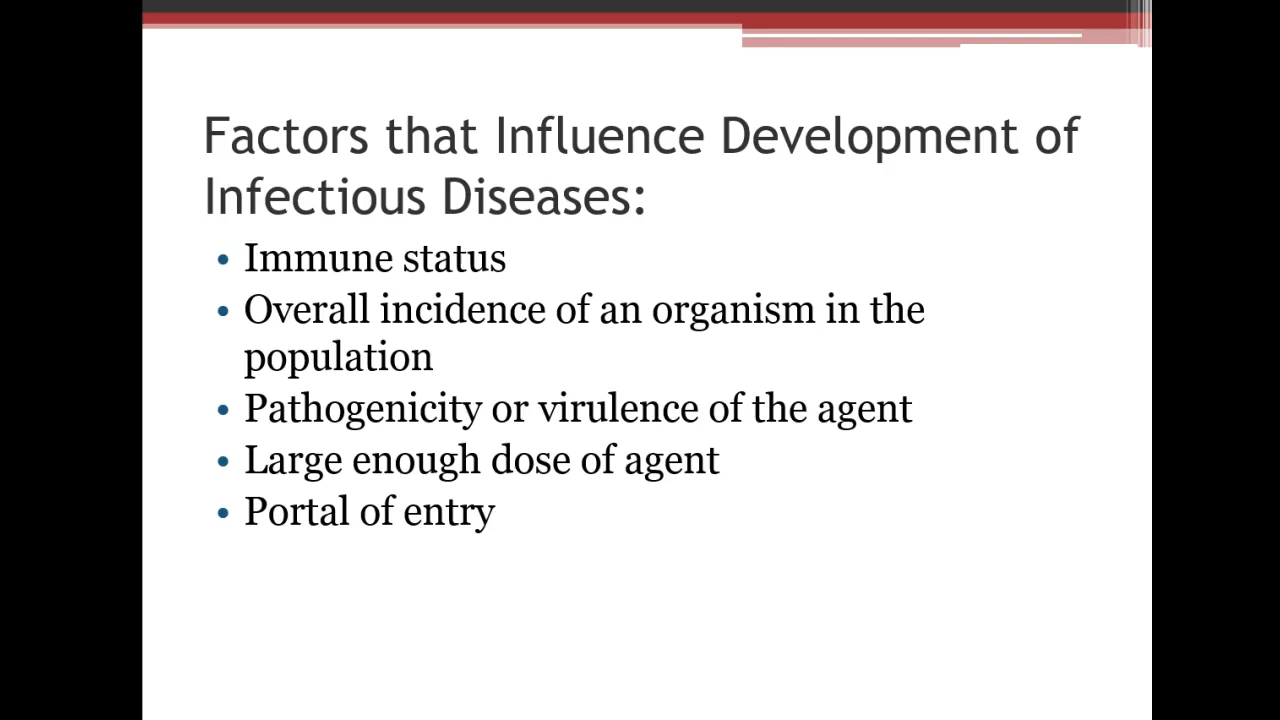 Factors that Influence Development of
Infectious Diseases:
• Immune status
• Overall incidence of an organism in the
population
• Pathogenicity or virulence of the agent
• Large enough dose of agent
• Portal of entry